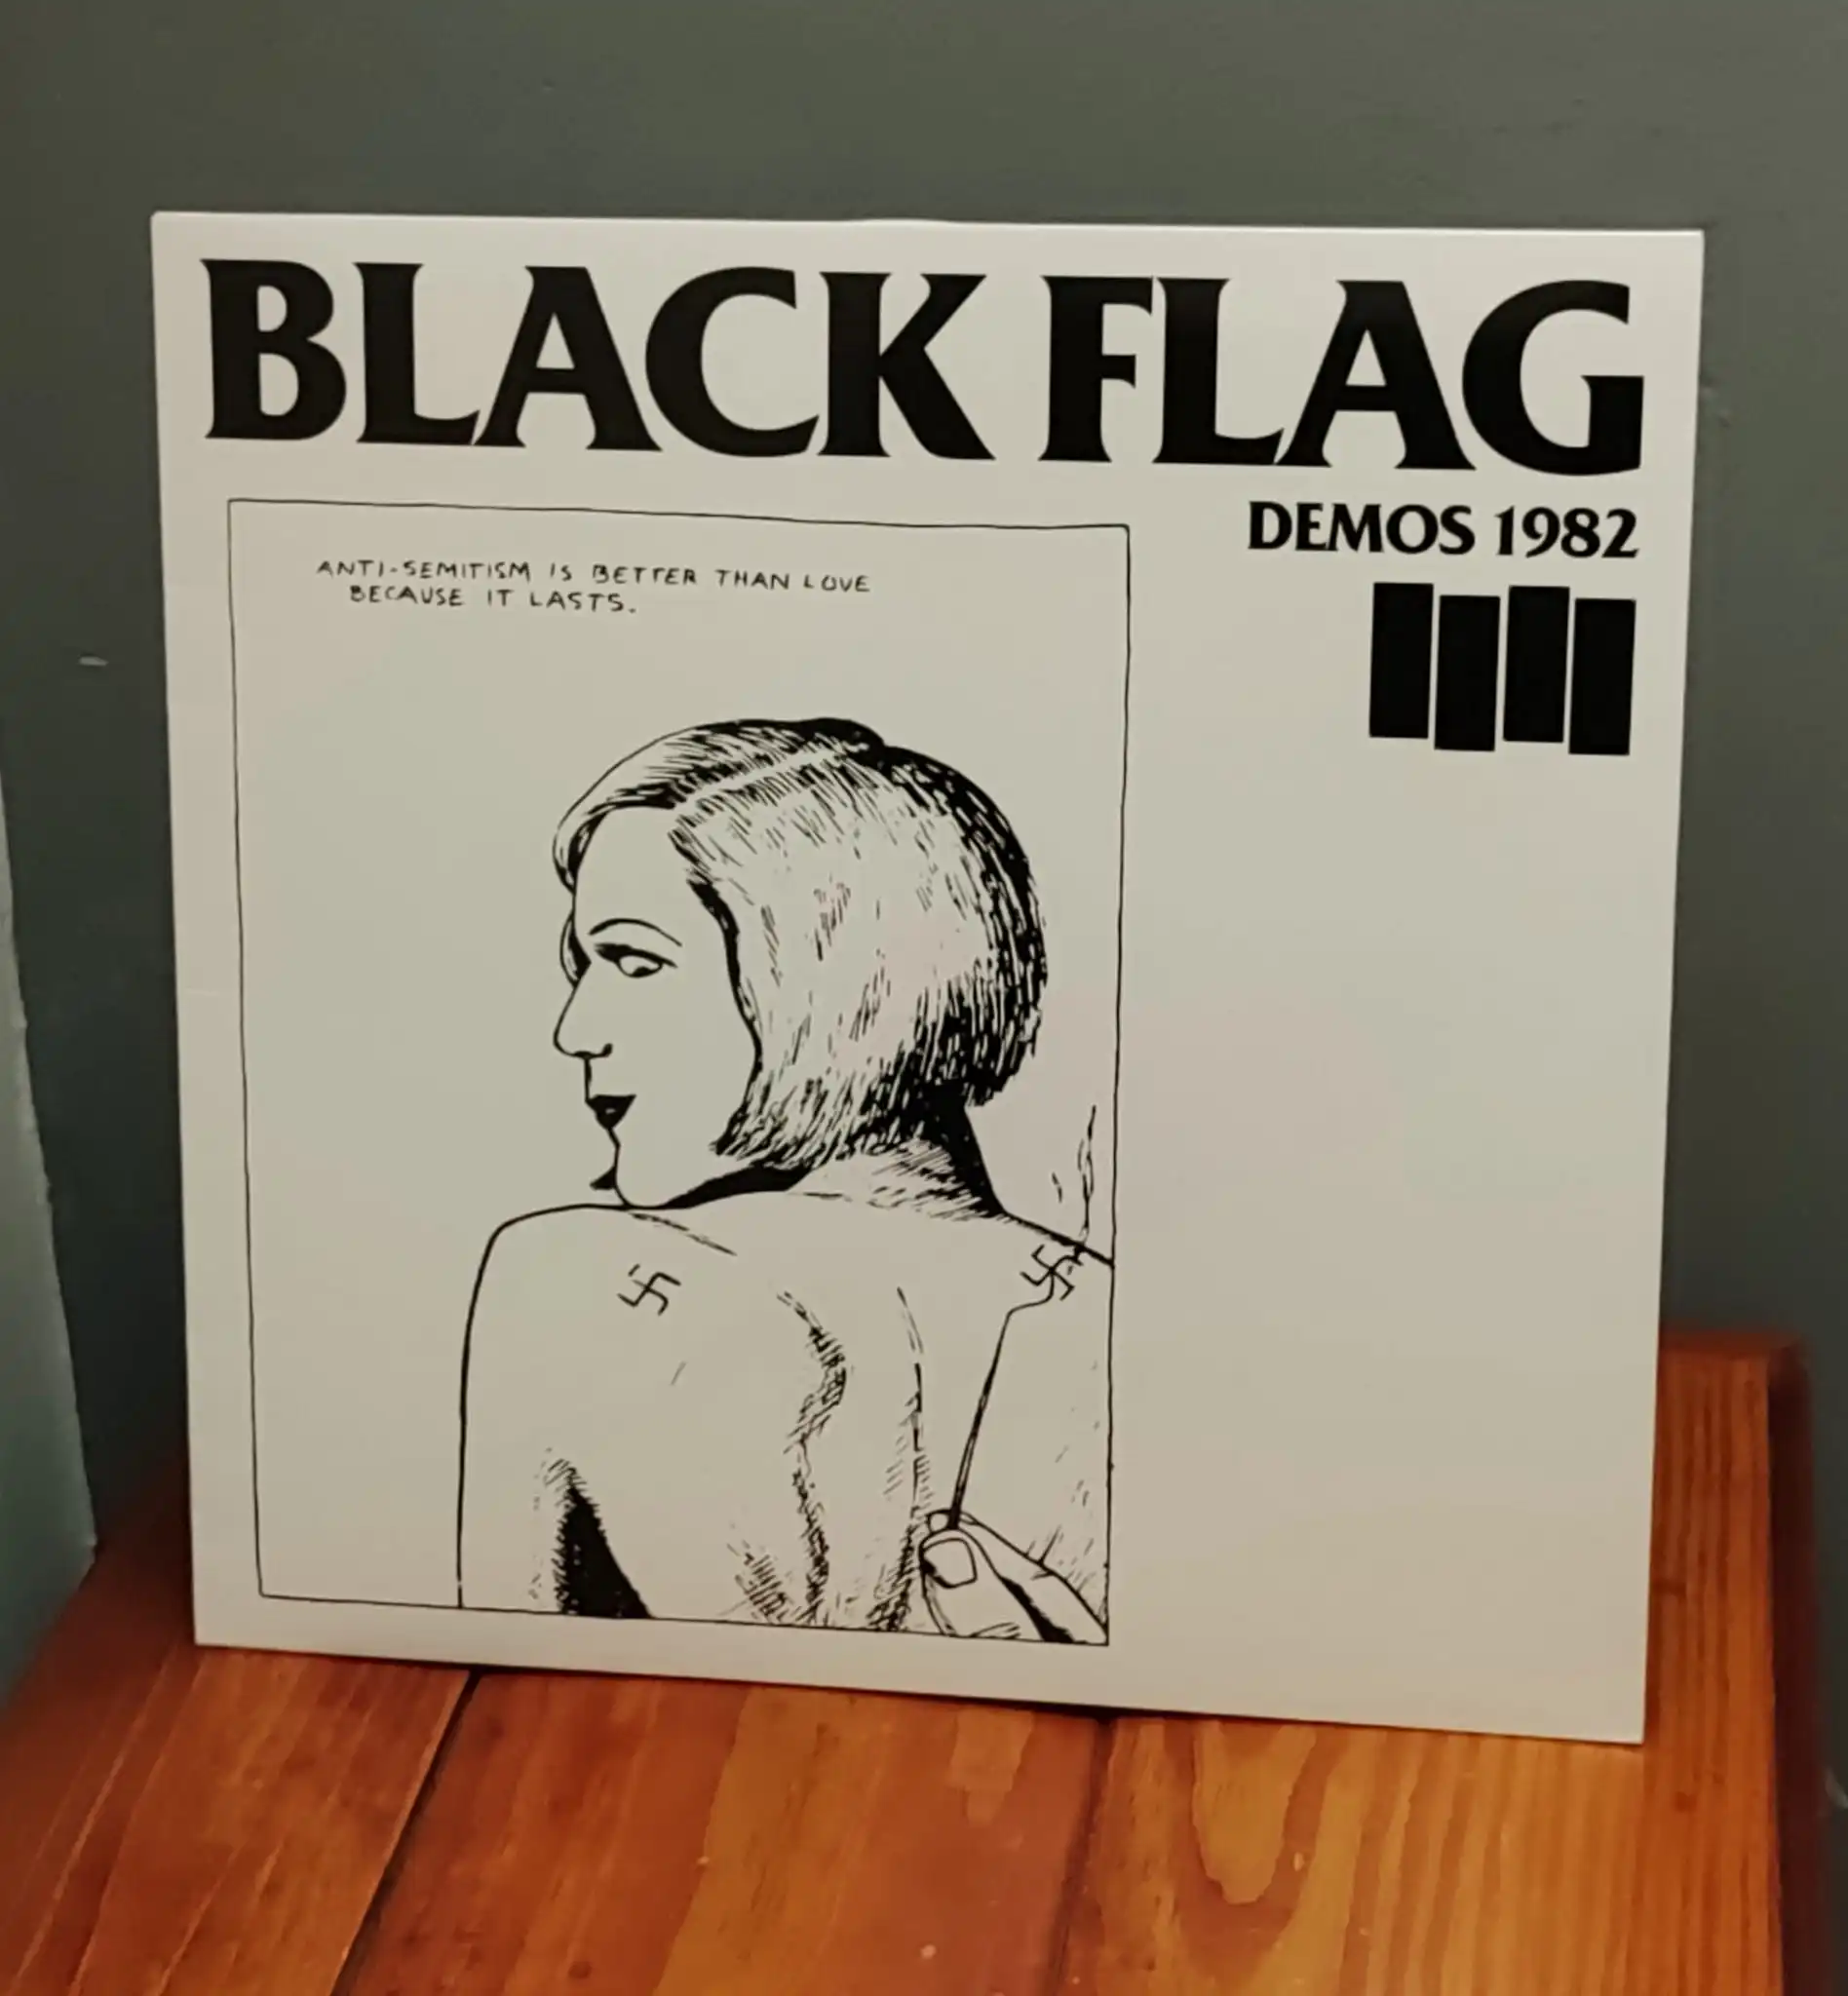 BLACK FLAG
DEMOS 1982
ANTI-SEMITISM IS BETTER THAN LOVE
BECAUSE IT LASTS.